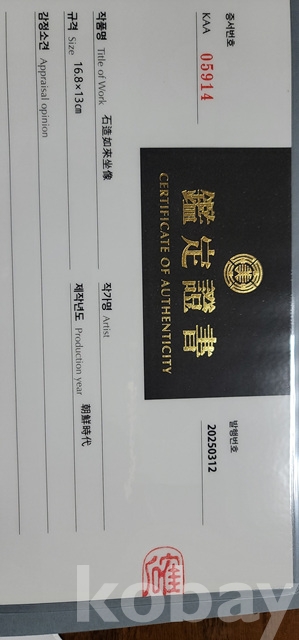 증서번호
KAA 05914
발행번호
20250312
鑑定證書
CERTIFICATE OF AUTHENTICITY
작품명 Title of Work 石造如來坐像
작가명 Artist
규격 Size 16.8×13㎝
제작년도 Production year 朝鮮時代
감정소견 Appraisal opinion
kobay